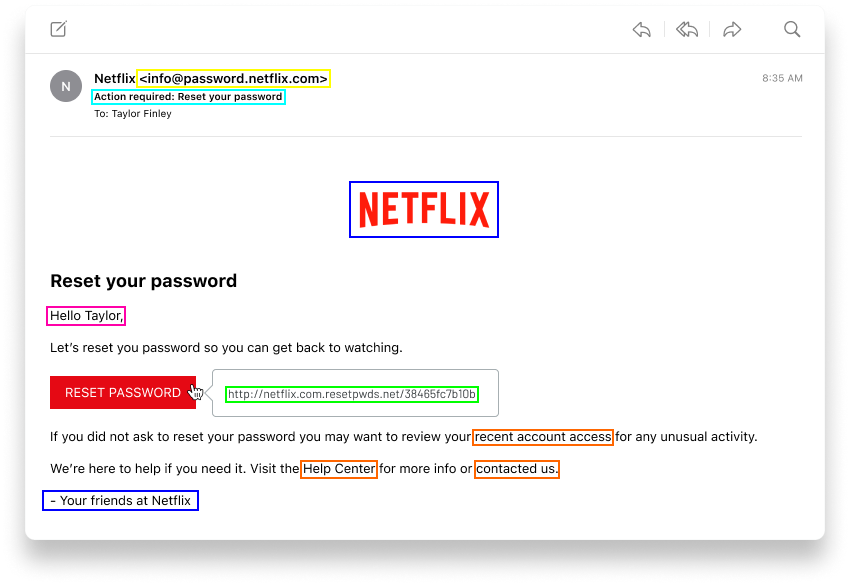 Netflix <info@password.netflix.com>
8:35 AM
N
Action required: Reset your password
To: Taylor Finley
NETFLIX
Reset your password
Hello Taylor,
Let's reset you password so you can get back to watching.
RESET PASSWORD
http://netflix.com.resetpwds.net/38465fc7b10b
If you did not ask to reset your password you may want to review your recent account access for any unusual activity.
We're here to help if you need it. Visit the Help Center for more info or contacted us.
- Your friends at Netflix